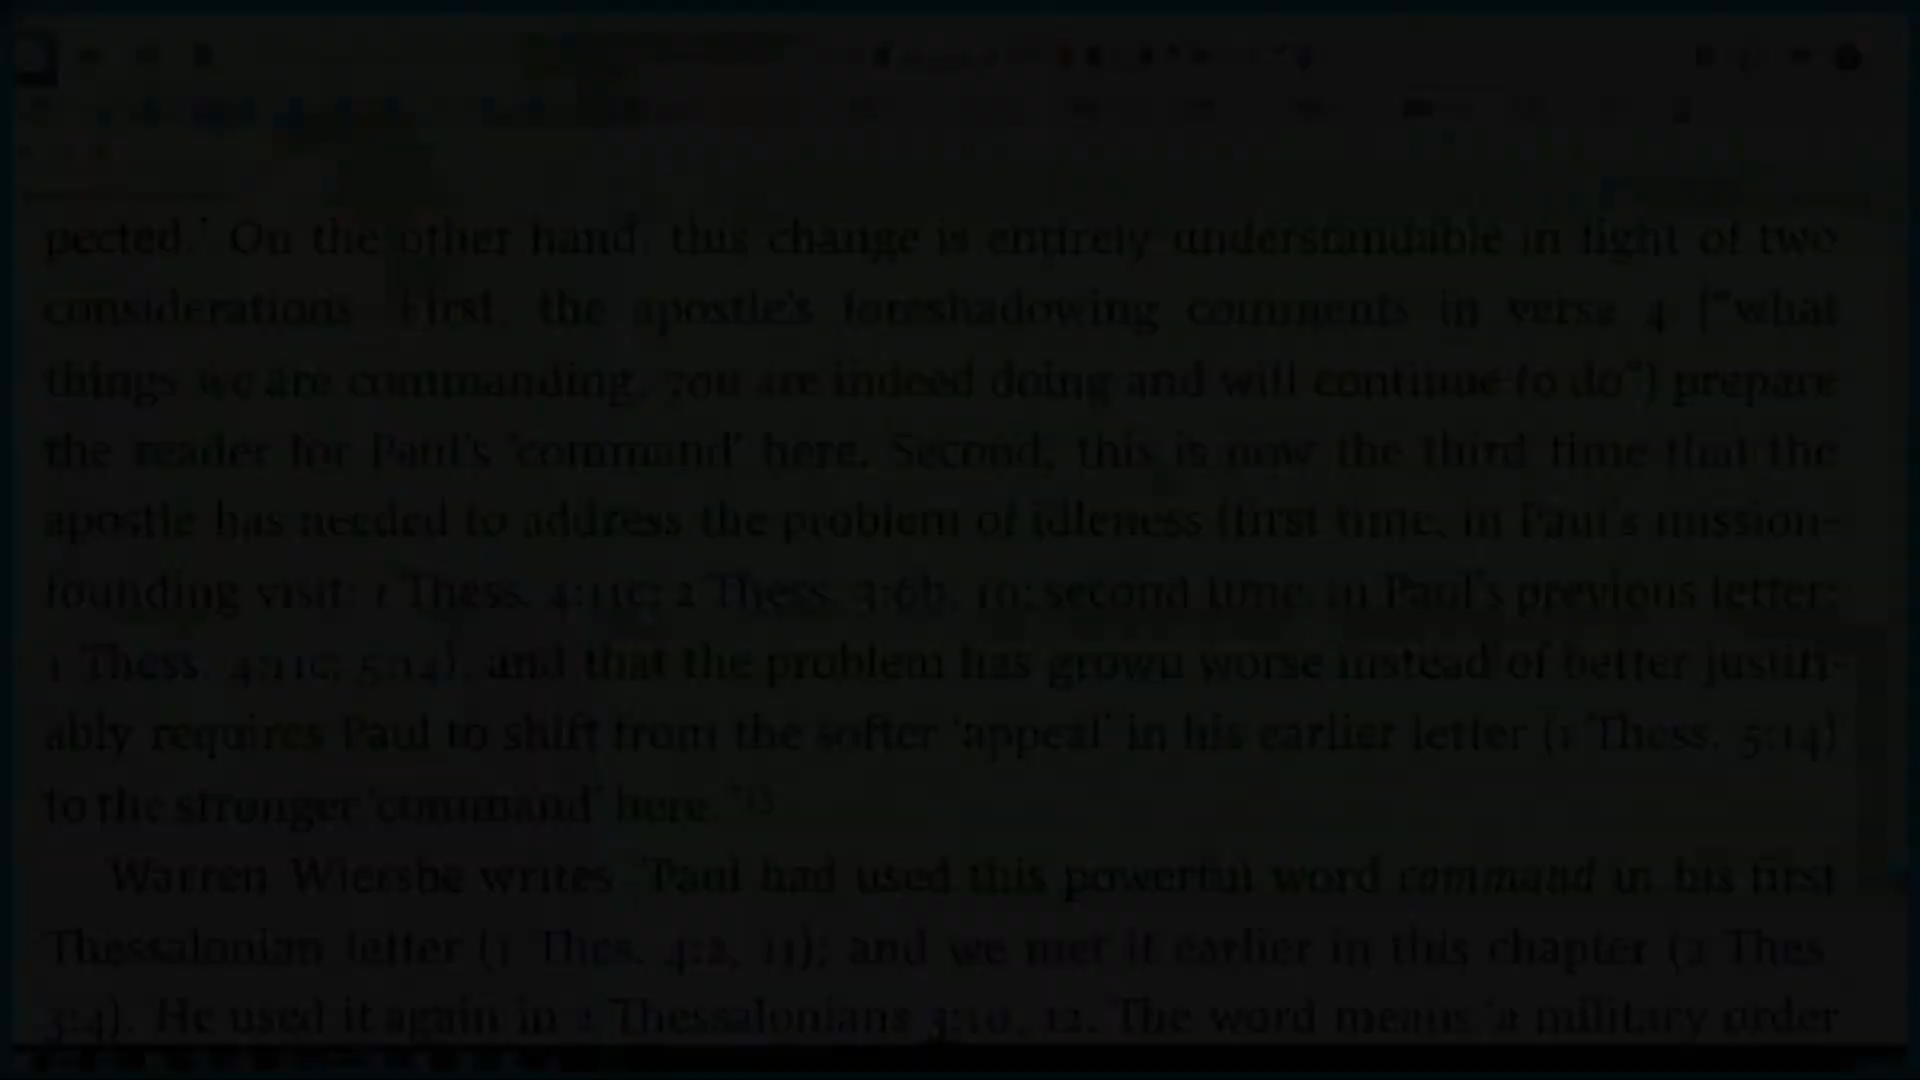 pected.' On the other hand, this change is entirely understandable in light of two
considerations. First, the apostle's foreshadowing comments in verse 4 ("what
things we are commanding, you are indeed doing and will continue to do") prepare
the reader for Paul's 'command' here. Second, this is now the third time that the
apostle has needed to address the problem of idleness (first time, in Paul's mission-
founding visit: 1 Thess. 4:11c; 2 Thess. 3:6b, 10; second time, in Paul's previous letter:
1 Thess. 4:11c; 5:14), and that the problem has grown worse instead of better justifi-
ably requires Paul to shift from the softer 'appeal' in his earlier letter (1 Thess. 5:14)
to the stronger 'command' here."13
Warren Wiersbe writes "Paul had used this powerful word command in his first
Thessalonian letter (1 Thes. 4:2, 11); and we met it earlier in this chapter (2 Thes.
3:4). He used it again in 2 Thessalonians 3:10, 12. The word means 'a military order